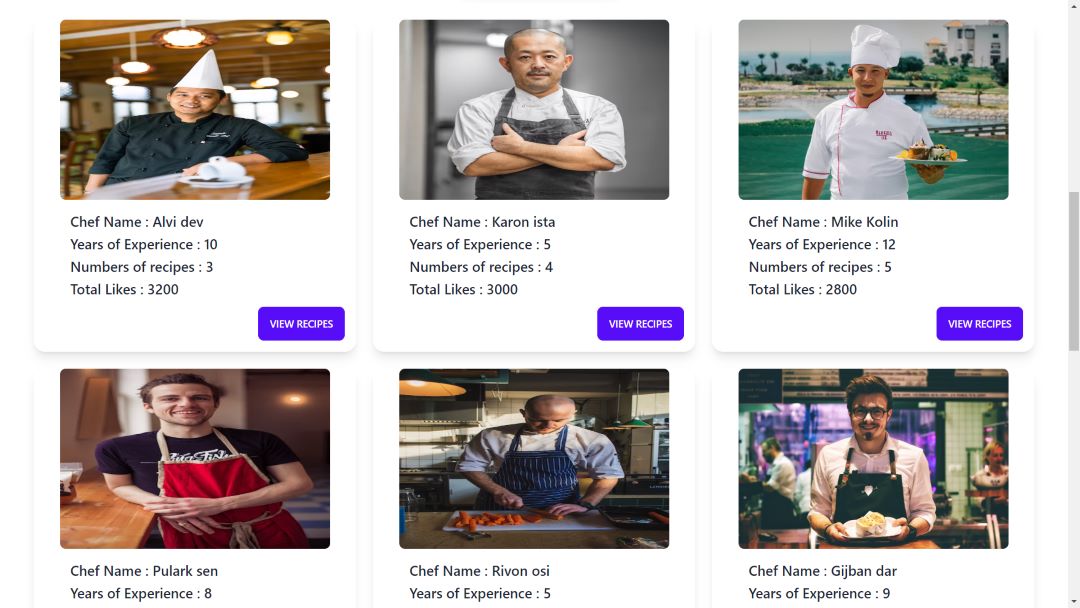 Chef Name : Alvi dev
Years of Experience : 10
Numbers of recipes : 3
Total Likes : 3200
VIEW RECIPES
Chef Name : Karon ista
Years of Experience : 5
Numbers of recipes : 4
Total Likes : 3000
VIEW RECIPES
Chef Name : Mike Kolin
Years of Experience : 12
Numbers of recipes : 5
Total Likes : 2800
VIEW RECIPES
Chef Name : Pulark sen
Years of Experience : 8
Chef Name : Rivon osi
Years of Experience : 5
Chef Name : Gijban dar
Years of Experience : 9